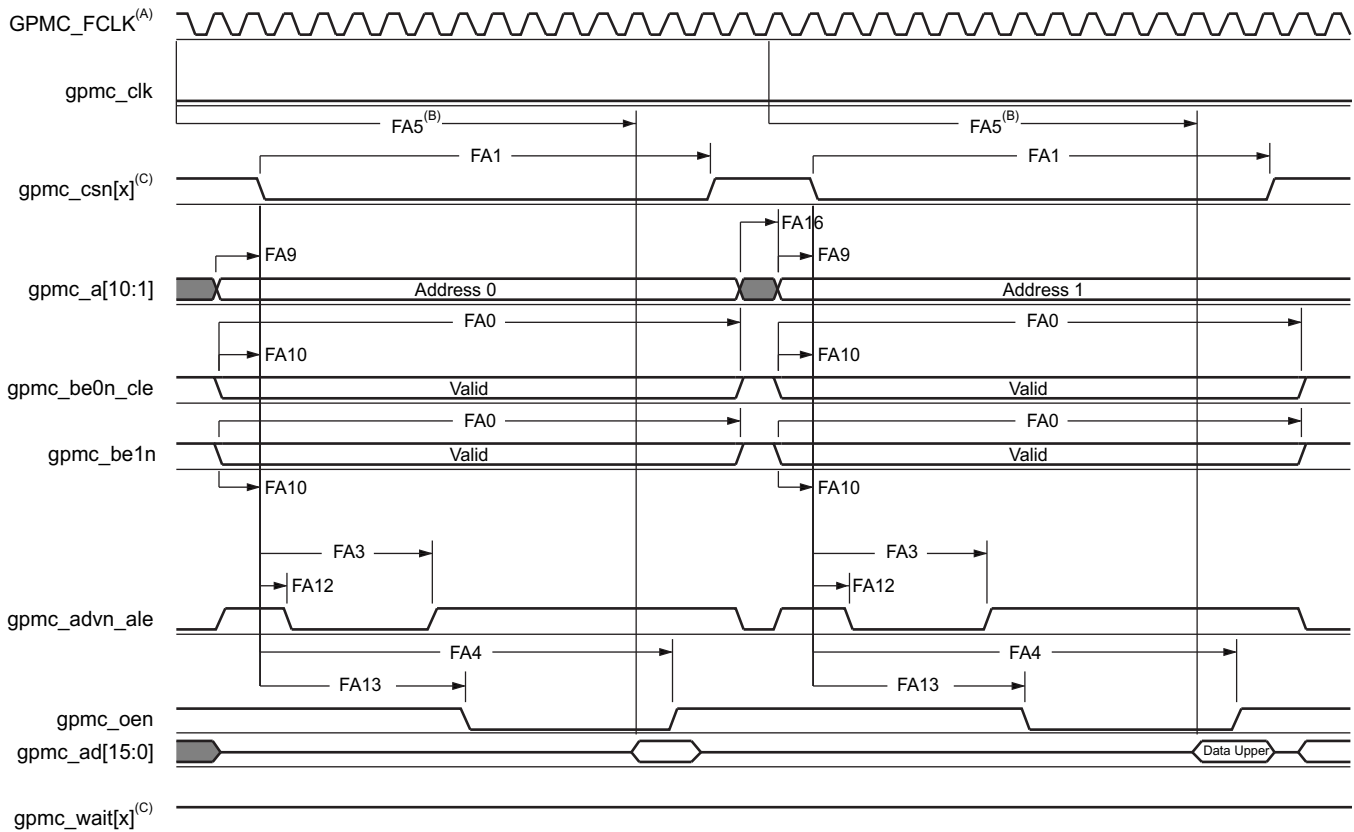 GPMC_FCLK(A)
gpmc_clk
FA5(B) FA5(B)
FA1 FA1
gpmc_csn[x](C)
FA16
FA9 FA9
gpmc_a[10:1] Address 0 Address 1
FA0 FA0
FA10 FA10
gpmc_be0n_cle Valid Valid
FA0 FA0
gpmc_be1n Valid Valid
FA10 FA10
FA3 FA3
FA12 FA12
gpmc_advn_ale
FA4 FA4
FA13 FA13
gpmc_oen
gpmc_ad[15:0] Data Upper
gpmc_wait[x](C)